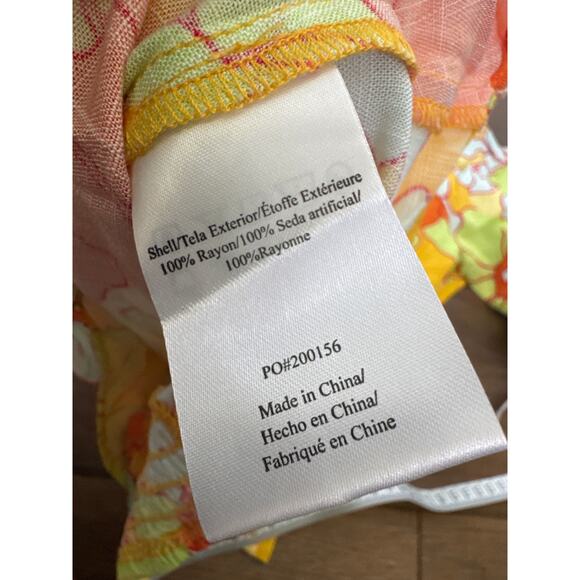 Shell/Tela Exterior/Étoffe Extérieure
100% Rayon/100% Seda artificial/
100%Rayonne
PO#200156
Made in China/
Hecho en China/
Fabriqué en Chine